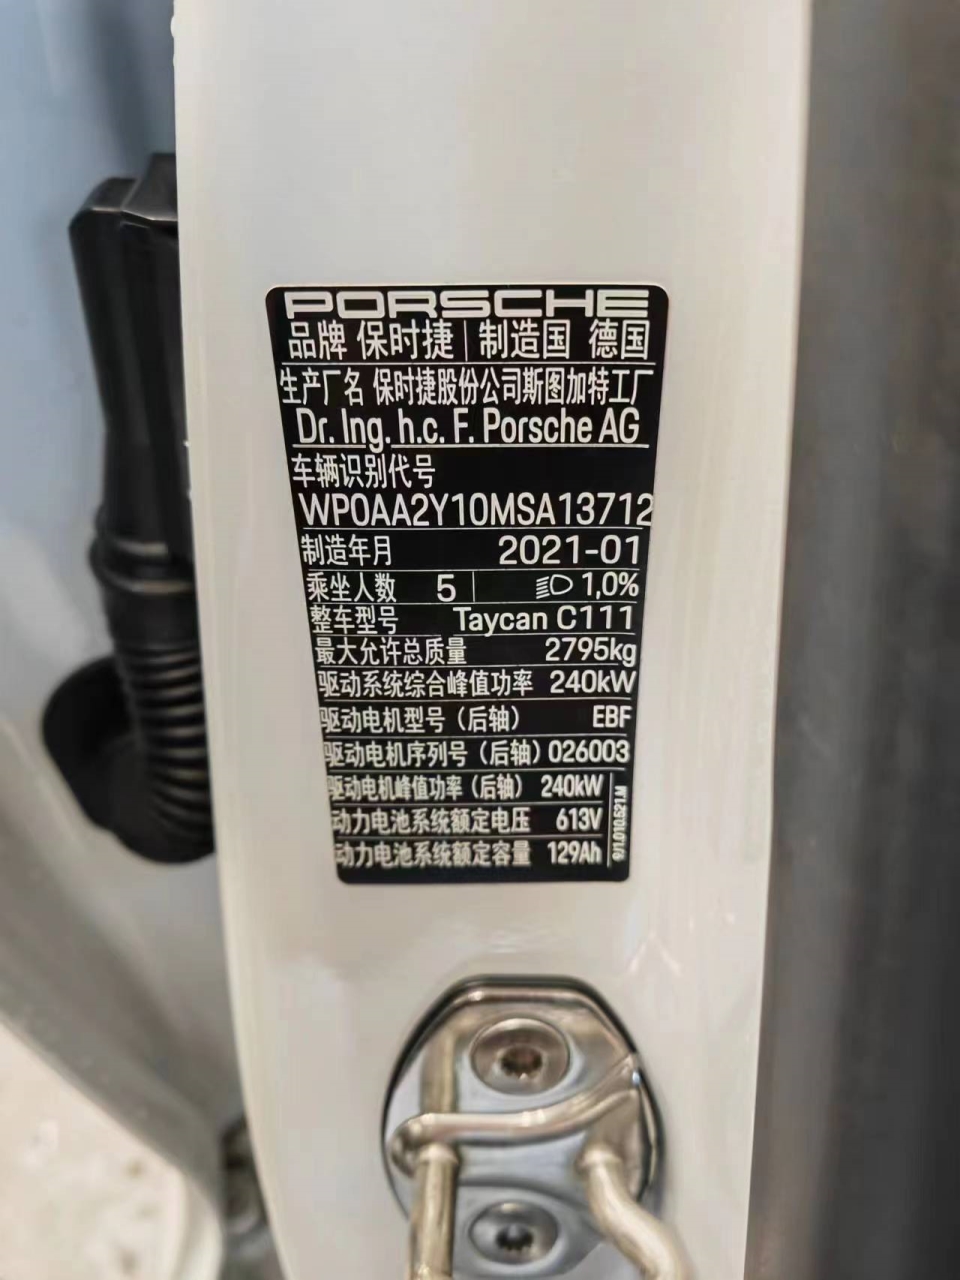 PORSCHE
品牌 保时捷 制造国 德国
生产厂名 保时捷股份公司斯图加特工厂
Dr. Ing. h.c. F. Porsche AG
车辆识别代号
WP0AA2Y10MSA13712
制造年月 2021-01
乘坐人数 5 1,0%
整车型号 Taycan C111
最大允许总质量 2795kg
驱动系统综合峰值功率 240kW
驱动电机型号（后轴） EBF
驱动电机序列号（后轴）026003
驱动电机峰值功率（后轴） 240kW
动力电池系统额定电压 613V
动力电池系统额定容量 129Ah